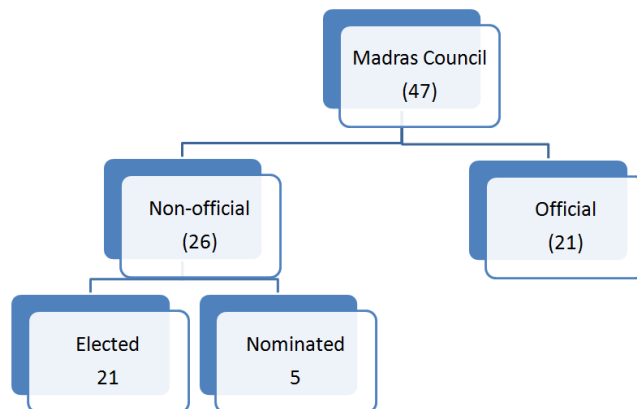 Madras Council
(47)
Non-official
(26)
Official
(21)
Elected
21
Nominated
5